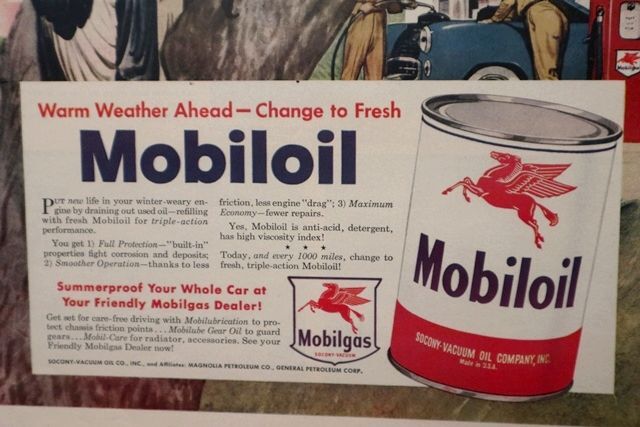 Warm Weather Ahead—Change to Fresh
Mobiloil
PUT new life in your winter-weary en-
gine by draining out used oil—refilling
with fresh Mobiloil for triple-action
performance.
You get 1) Full Protection—"built-in"
properties fight corrosion and deposits;
2) Smoother Operation—thanks to less
friction, less engine "drag"; 3) Maximum
Economy—fewer repairs.
Yes, Mobiloil is anti-acid, detergent,
has high viscosity index!
★ ★ ★
Today, and every 1000 miles, change to
fresh, triple-action Mobiloil!
Summerproof Your Whole Car at
Your Friendly Mobilgas Dealer!
Get set for care-free driving with Mobilubrication to pro-
tect chassis friction points . . . Mobilube Gear Oil to guard
gears . . . Mobil-Care for radiator, accessories. See your
Friendly Mobilgas Dealer now!
Mobilgas
SOCONY-VACUUM
SOCONY-VACUUM OIL CO., INC., and Affiliates: MAGNOLIA PETROLEUM CO., GENERAL PETROLEUM CORP.
Mobiloil
SOCONY-VACUUM OIL COMPANY, INC.
Made in U.S.A.
Mobilgas